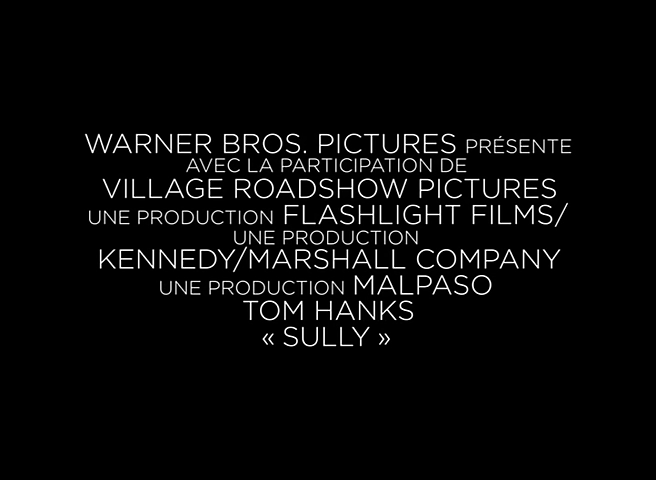 WARNER BROS. PICTURES PRÉSENTE
AVEC LA PARTICIPATION DE
VILLAGE ROADSHOW PICTURES
UNE PRODUCTION FLASHLIGHT FILMS/
UNE PRODUCTION
KENNEDY/MARSHALL COMPANY
UNE PRODUCTION MALPASO
TOM HANKS
« SULLY »